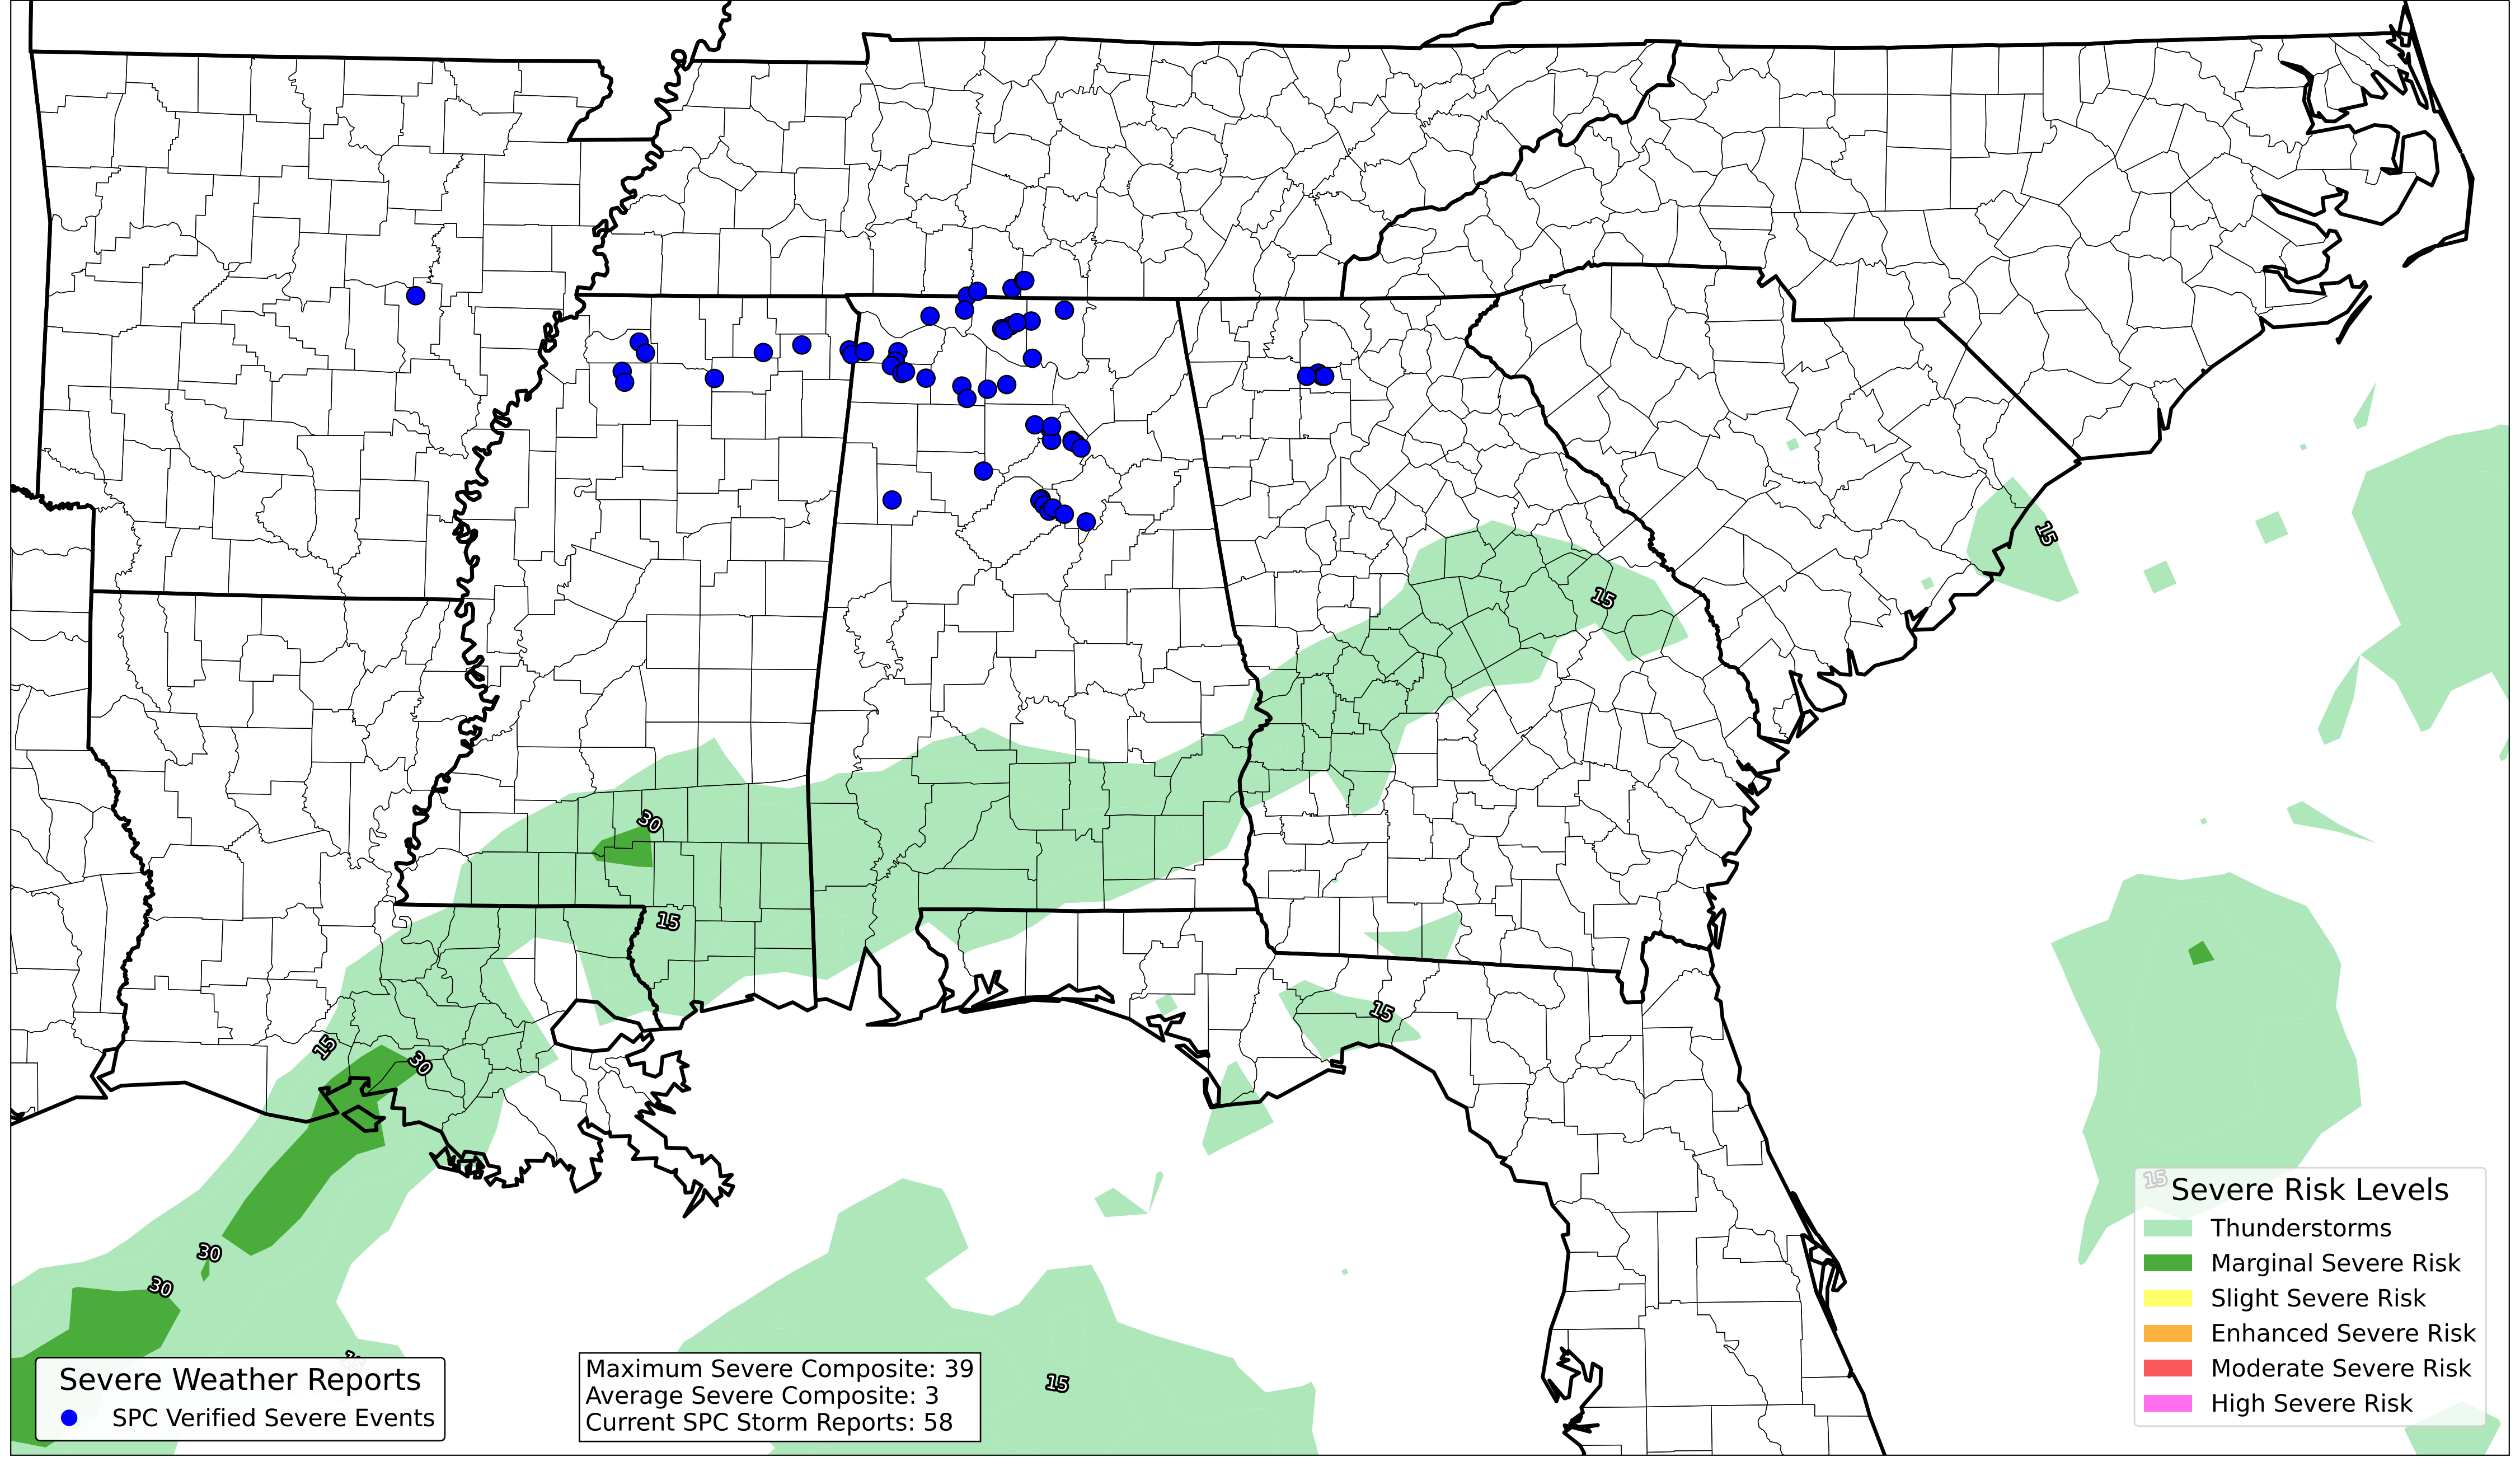 15
15
30
15
15
15
30
30
30
15
15
Severe Weather Reports
SPC Verified Severe Events
Maximum Severe Composite: 39
Average Severe Composite: 3
Current SPC Storm Reports: 58
Severe Risk Levels
Thunderstorms
Marginal Severe Risk
Slight Severe Risk
Enhanced Severe Risk
Moderate Severe Risk
High Severe Risk